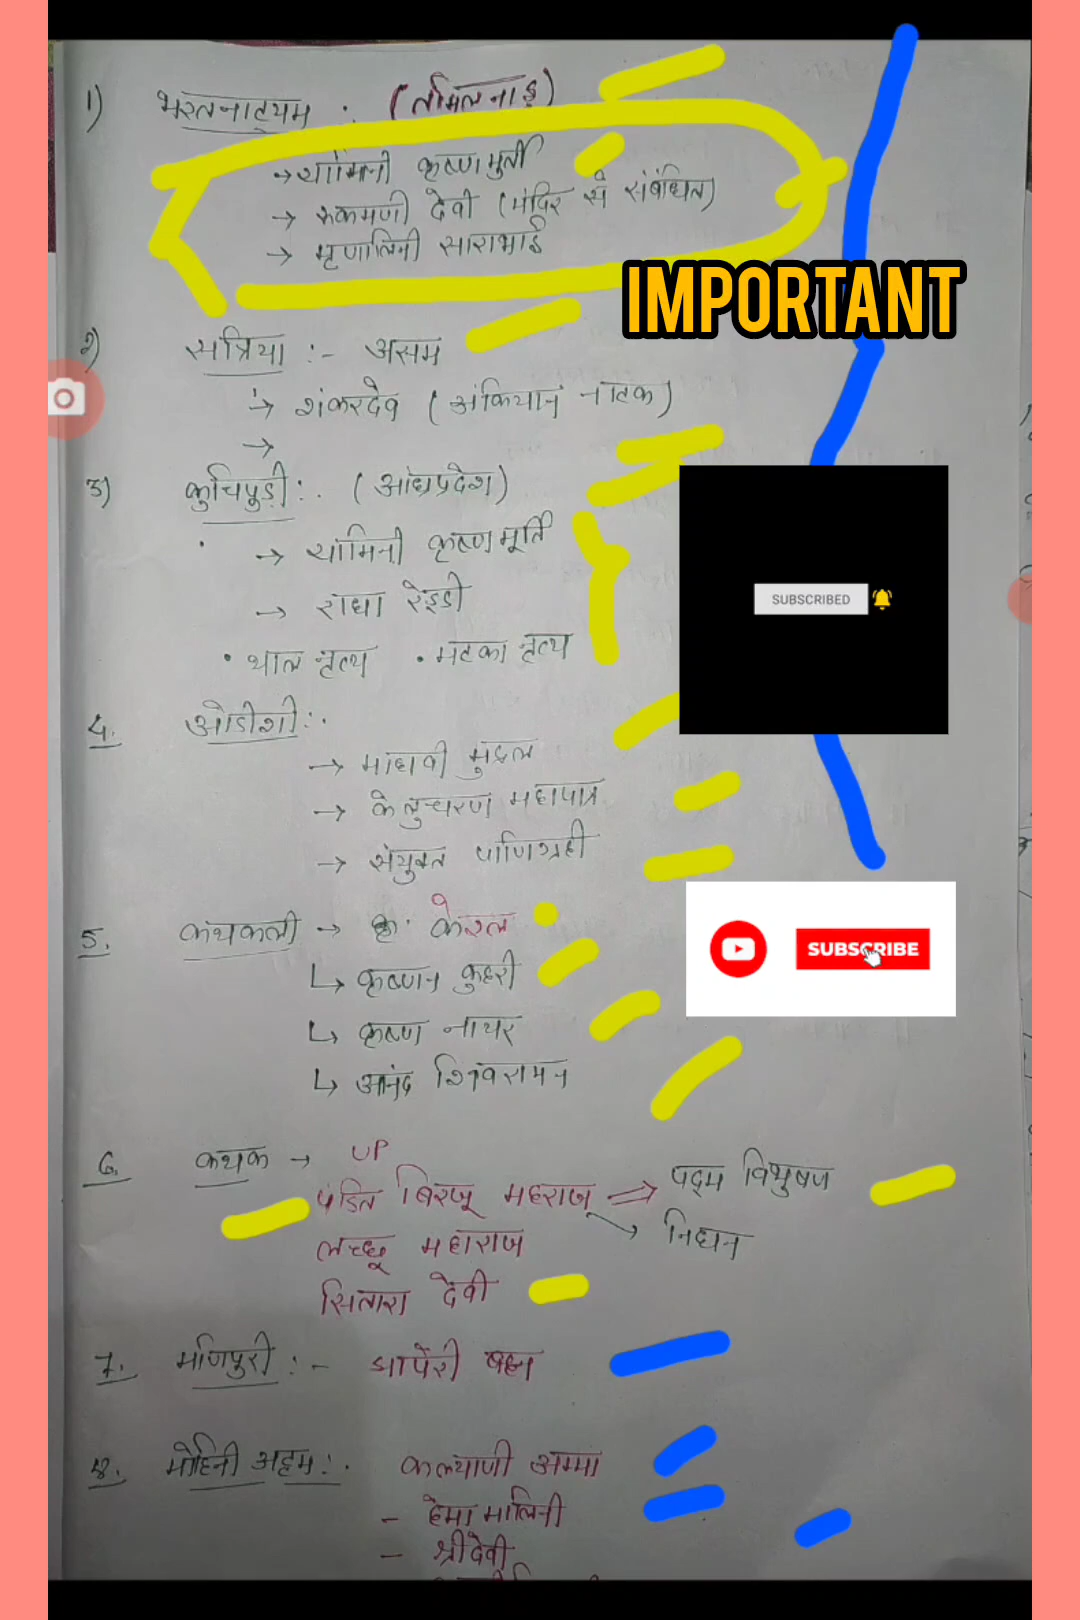 1) भरतनाट्यम : (तमिलनाडु)
→ यामिनी कृष्णमुर्ती
→ रुकमणी देवी (मंदिर से संबंधित)
→ मृणालिनी साराभाई
IMPORTANT
२) सत्रिया :- असम
→ शंकरदेव (अंकियानं नाटक)
→
3) कुचिपुड़ी :. (आंध्रप्रदेश)
→ यामिनी कृष्णमूर्ति
→ राधा रेड्डी
SUBSCRIBED
• थाल नृत्य • मटका नृत्य
4. ओडीशी :.
→ माधवी मुद्गल
→ केलुचरण महापात्र
→ संयुक्त पाणिग्रही
5. कथकली → केरल
↳ कृष्णन कुट्टी
SUBSCRIBE
↳ कृष्ण नायर
↳ आनंद शिवरामन
6. कथक → UP
पंडित बिरजू महराज ⇒ पद्म विभुषण
→ निधन
लच्छू महाराज
सितारा देवी
7. मणिपुरी :-
8. मोहिनी अट्टम :. कल्याणी अम्मा
- हेमा मालिनी
- श्रीदेवी